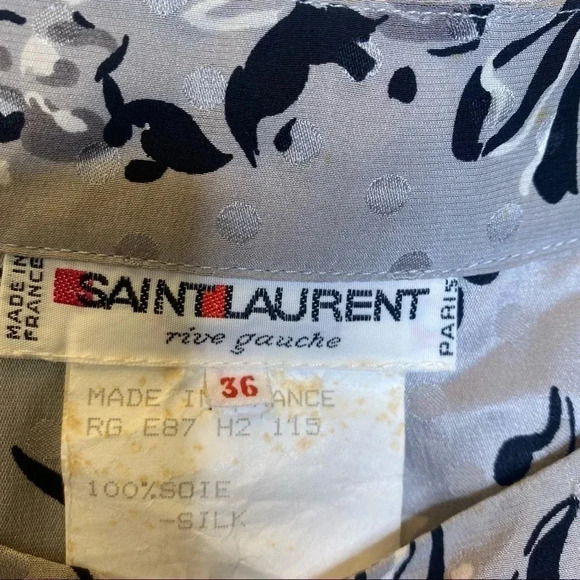 MADE IN
FRANCE
SAINT LAURENT
rive gauche
PARIS
36
MADE IN FRANCE
RG E87 H2 115
100%SOIE
-SILK